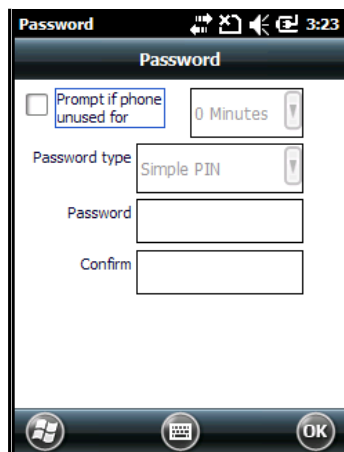 Password 3:23
Password
Prompt if phone
unused for
0 Minutes
Password type
Simple PIN
Password
Confirm
OK